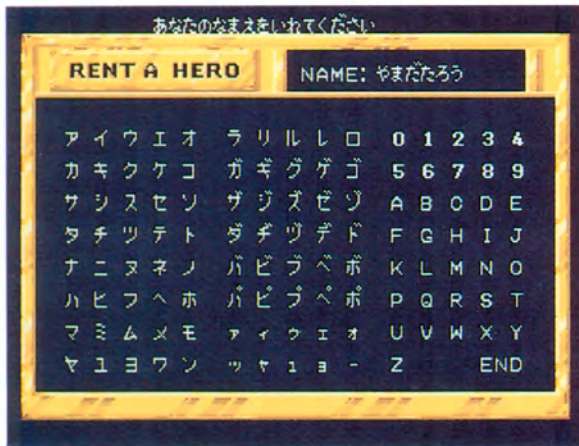 あなたのなまえをいれてください
RENT A HERO
NAME: やまだたろう
ア イ ウ エ オ ラ リ ル レ ロ 0 1 2 3 4
カ キ ク ケ コ ガ ギ グ ゲ ゴ 5 6 7 8 9
サ シ ス セ ソ ザ ジ ズ ゼ ゾ A B C D E
タ チ ツ テ ト ダ ヂ ヅ デ ド F G H I J
ナ ニ ヌ ネ ノ バ ビ ブ ベ ボ K L M N O
ハ ヒ フ ヘ ホ パ ピ プ ペ ポ P Q R S T
マ ミ ム メ モ ァ ィ ゥ ェ ォ U V W X Y
ヤ ユ ヨ ワ ン ッ ャ ュ ョ - Z END